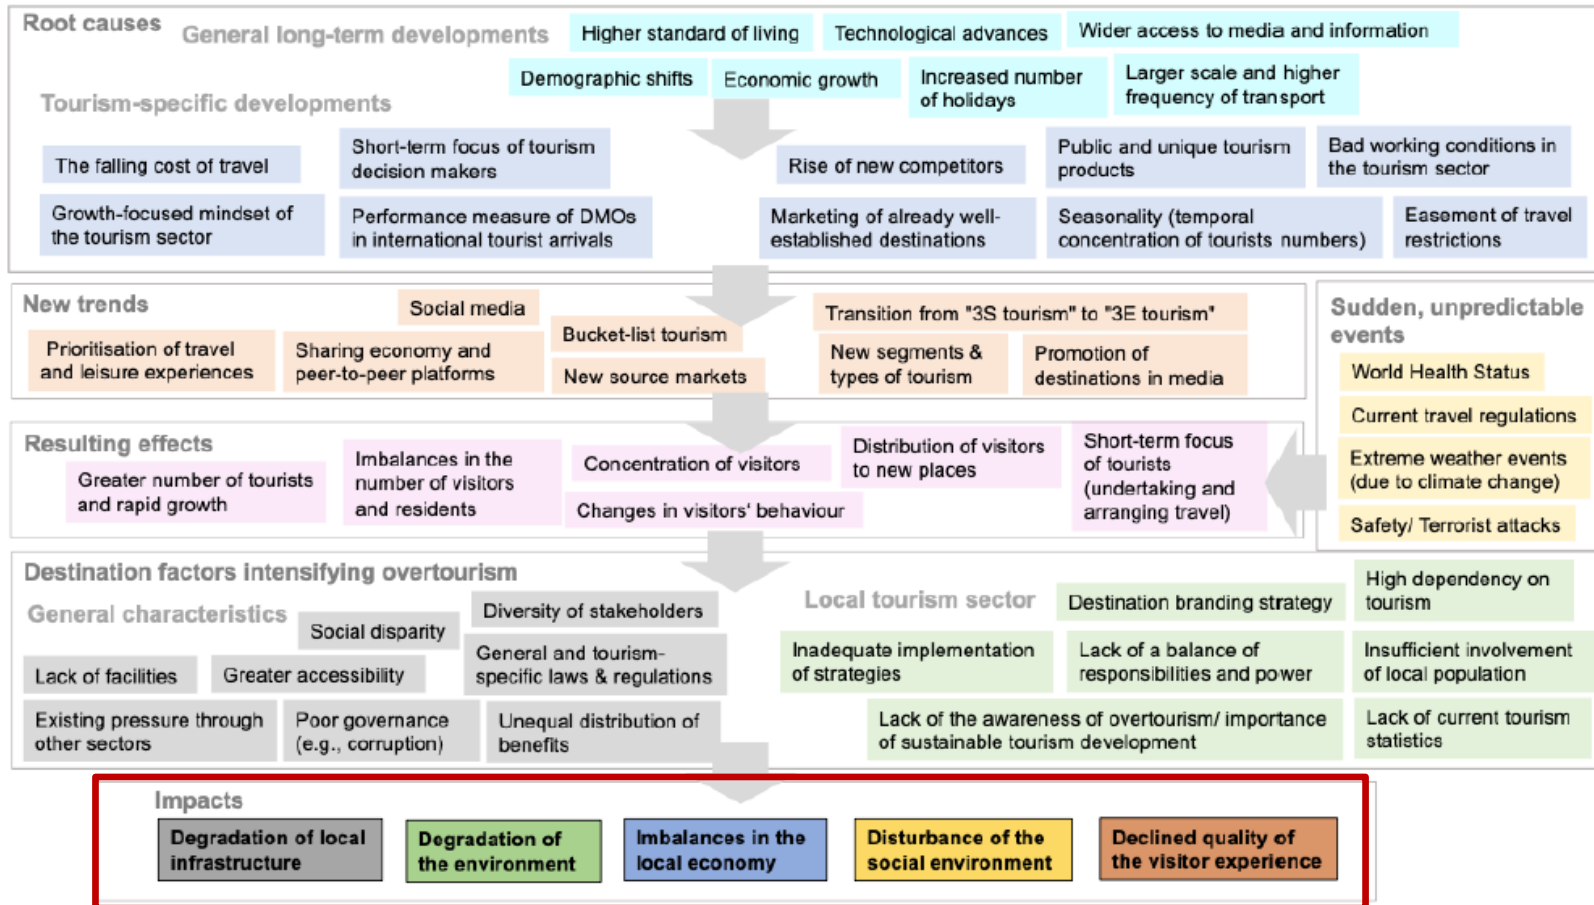 Root causes
General long-term developments
Higher standard of living
Technological advances
Wider access to media and information
Demographic shifts
Economic growth
Increased number
of holidays
Larger scale and higher
frequency of transport
Tourism-specific developments
The falling cost of travel
Short-term focus of tourism
decision makers
Rise of new competitors
Public and unique tourism
products
Bad working conditions in
the tourism sector
Growth-focused mindset of
the tourism sector
Performance measure of DMOs
in international tourist arrivals
Marketing of already well-
established destinations
Seasonality (temporal
concentration of tourists numbers)
Easement of travel
restrictions
New trends
Social media
Bucket-list tourism
Transition from "3S tourism" to "3E tourism"
Prioritisation of travel
and leisure experiences
Sharing economy and
peer-to-peer platforms
New source markets
New segments &
types of tourism
Promotion of
destinations in media
Sudden, unpredictable
events
World Health Status
Current travel regulations
Extreme weather events
(due to climate change)
Safety/ Terrorist attacks
Resulting effects
Greater number of tourists
and rapid growth
Imbalances in the
number of visitors
and residents
Concentration of visitors
Changes in visitors' behaviour
Distribution of visitors
to new places
Short-term focus
of tourists
(undertaking and
arranging travel)
Destination factors intensifying overtourism
General characteristics
Social disparity
Diversity of stakeholders
Lack of facilities
Greater accessibility
General and tourism-
specific laws & regulations
Existing pressure through
other sectors
Poor governance
(e.g., corruption)
Unequal distribution of
benefits
Local tourism sector
Destination branding strategy
High dependency on
tourism
Inadequate implementation
of strategies
Lack of a balance of
responsibilities and power
Insufficient involvement
of local population
Lack of the awareness of overtourism/ importance
of sustainable tourism development
Lack of current tourism
statistics
Impacts
Degradation of local
infrastructure
Degradation of
the environment
Imbalances in the
local economy
Disturbance of the
social environment
Declined quality of
the visitor experience